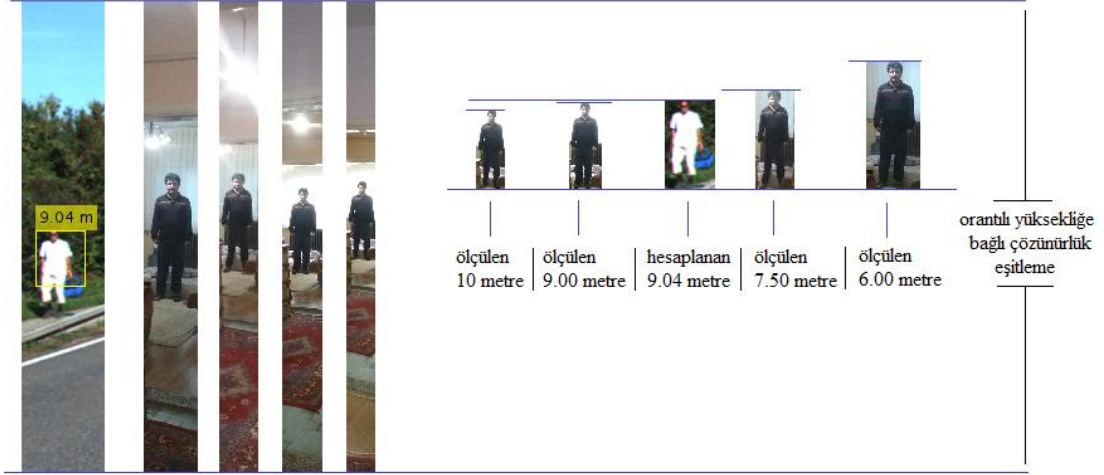 9.04 m
ölçülen
10 metre
ölçülen
9.00 metre
hesaplanan
9.04 metre
ölçülen
7.50 metre
ölçülen
6.00 metre
orantılı yüksekliğe
bağlı çözünürlük
eşitleme